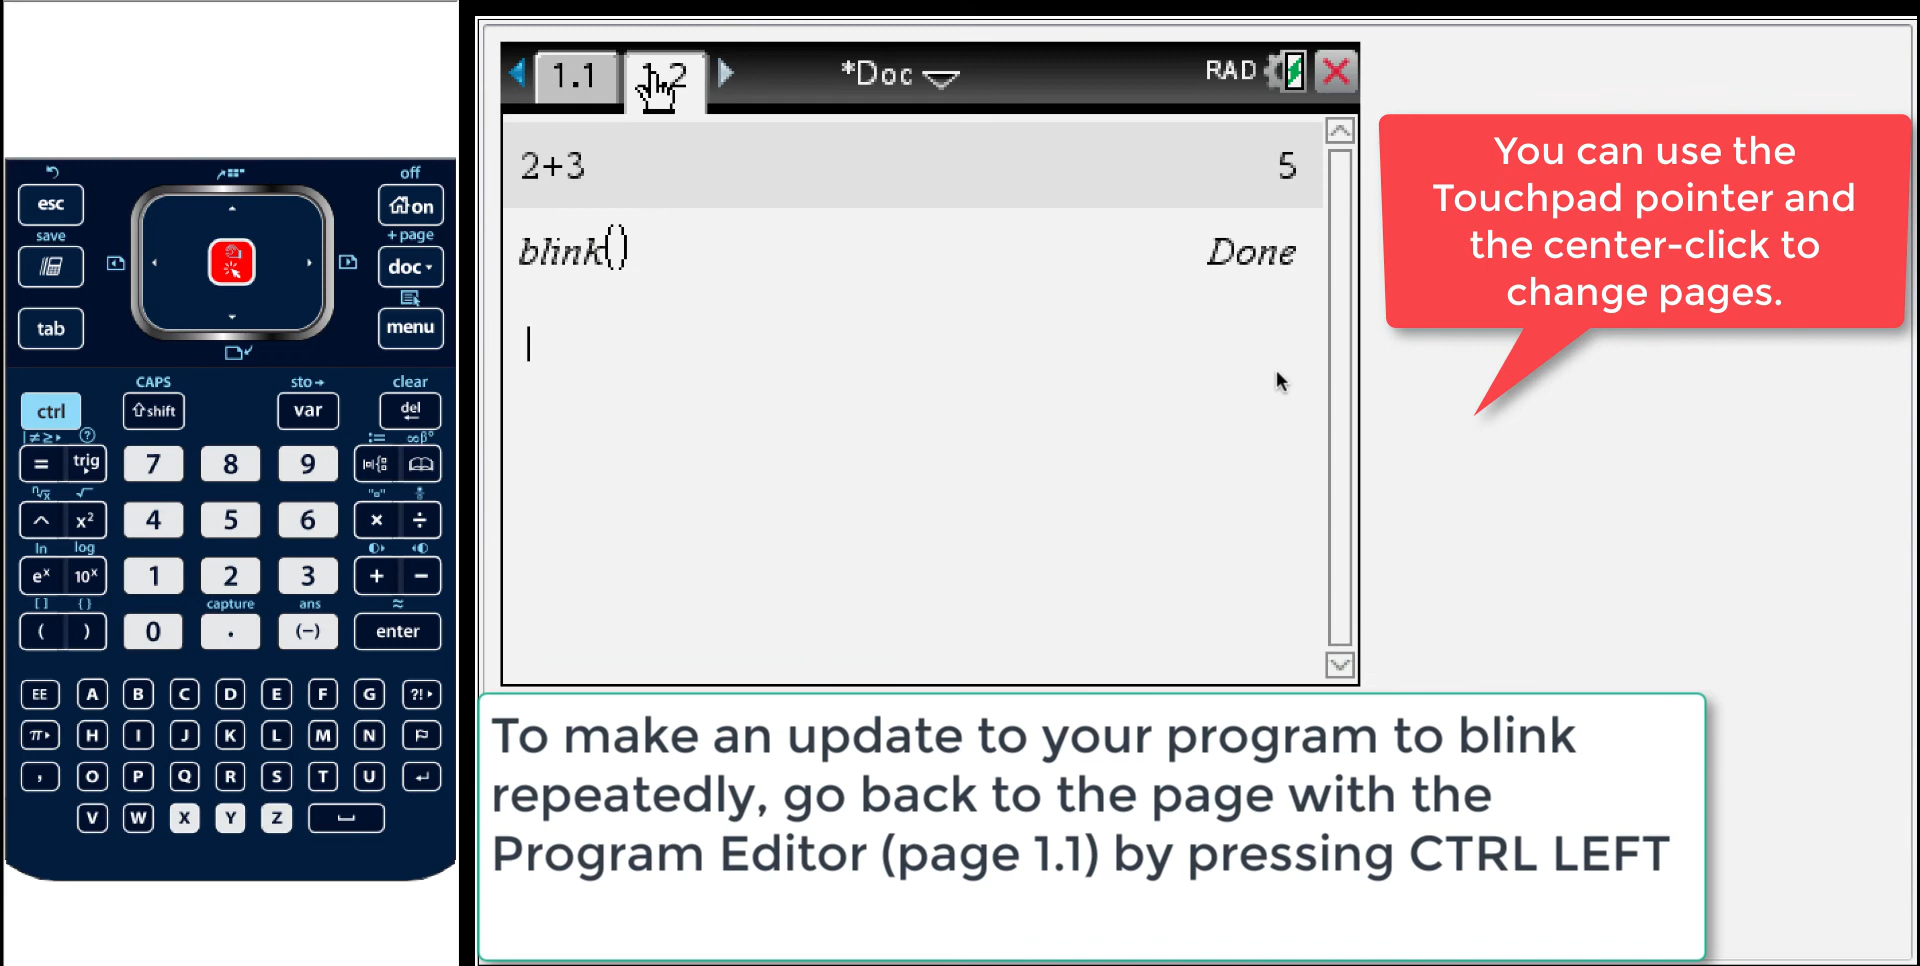 1.1
1.2
*Doc
RAD
2+3
5
blink()
Done
You can use the
Touchpad pointer and
the center-click to
change pages.
To make an update to your program to blink
repeatedly, go back to the page with the
Program Editor (page 1.1) by pressing CTRL LEFT
off
esc
on
save
+ page
doc
tab
menu
CAPS
sto→
clear
ctrl
⇧shift
var
del
|≠≥▸ ? := ∞β°
= trig 7 8 9
ⁿ√x √ "□"
^ x² 4 5 6 × ÷
ln log
eˣ 10ˣ 1 2 3 + −
[ ] { } capture ans ≈
( ) 0 . (−) enter
EE A B C D E F G ?!▸
π▸ H I J K L M N
, O P Q R S T U ↵
V W X Y Z